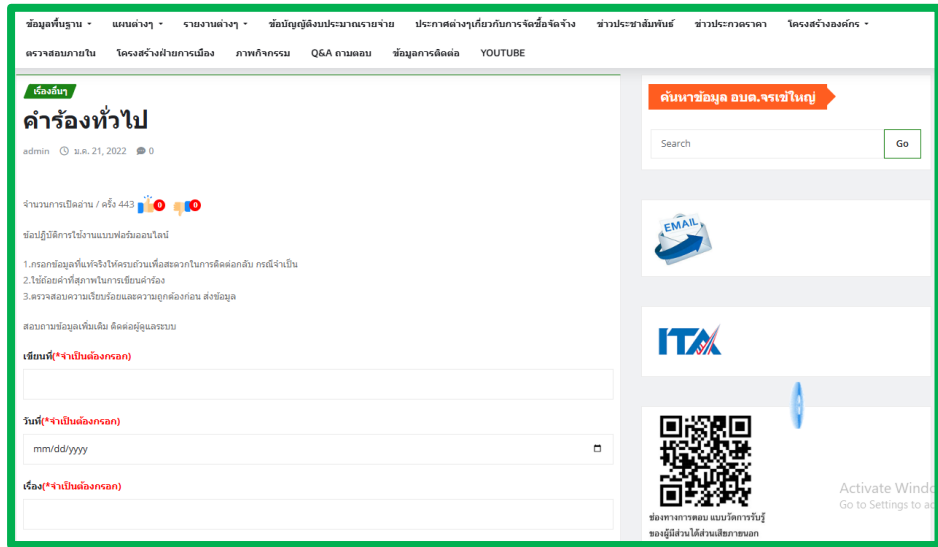 ข้อมูลพื้นฐาน แผนต่างๆ รายงานต่างๆ ข้อบัญญัติงบประมาณรายจ่าย ประกาศต่างๆเกี่ยวกับการจัดซื้อจัดจ้าง ข่าวประชาสัมพันธ์ ข่าวประกวดราคา โครงสร้างองค์กร
ตรวจสอบภายใน โครงสร้างฝ่ายการเมือง ภาพกิจกรรม Q&A ถามตอบ ข้อมูลการติดต่อ YOUTUBE
เรื่องอื่นๆ
คำร้องทั่วไป
admin ม.ค. 21, 2022 0
จำนวนการเปิดอ่าน / ครั้ง 443 0 0
ข้อปฏิบัติการใช้งานแบบฟอร์มออนไลน์
1.กรอกข้อมูลที่แท้จริงให้ครบถ้วนเพื่อสะดวกในการติดต่อกลับ กรณีจำเป็น
2.ใช้ถ้อยคำที่สุภาพในการเขียนคำร้อง
3.ตรวจสอบความเรียบร้อยและความถูกต้องก่อน ส่งข้อมูล
สอบถามข้อมูลเพิ่มเติม ติดต่อผู้ดูแลระบบ
เขียนที่(*จำเป็นต้องกรอก)
วันที่(*จำเป็นต้องกรอก)
mm/dd/yyyy
เรื่อง(*จำเป็นต้องกรอก)
ค้นหาข้อมูล อบต.จรเข้ใหญ่
Search Go
EMAIL
ITA
ช่องทางการตอบ แบบวัดการรับรู้
ของผู้มีส่วนได้ส่วนเสียภายนอก
Activate Windo
Go to Settings to ac